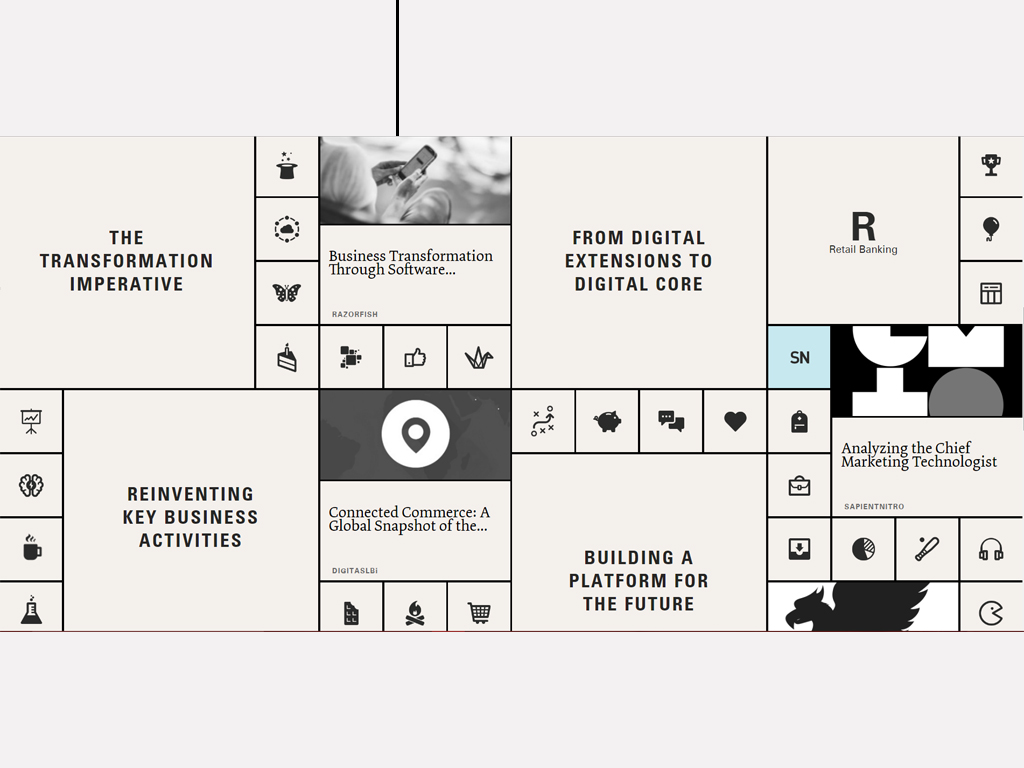 THE
TRANSFORMATION
IMPERATIVE
Business Transformation
Through Software...
RAZORFISH
FROM DIGITAL
EXTENSIONS TO
DIGITAL CORE
R
Retail Banking
SN
REINVENTING
KEY BUSINESS
ACTIVITIES
Connected Commerce: A
Global Snapshot of the...
DIGITASLBi
Analyzing the Chief
Marketing Technologist
SAPIENTNITRO
BUILDING A
PLATFORM FOR
THE FUTURE